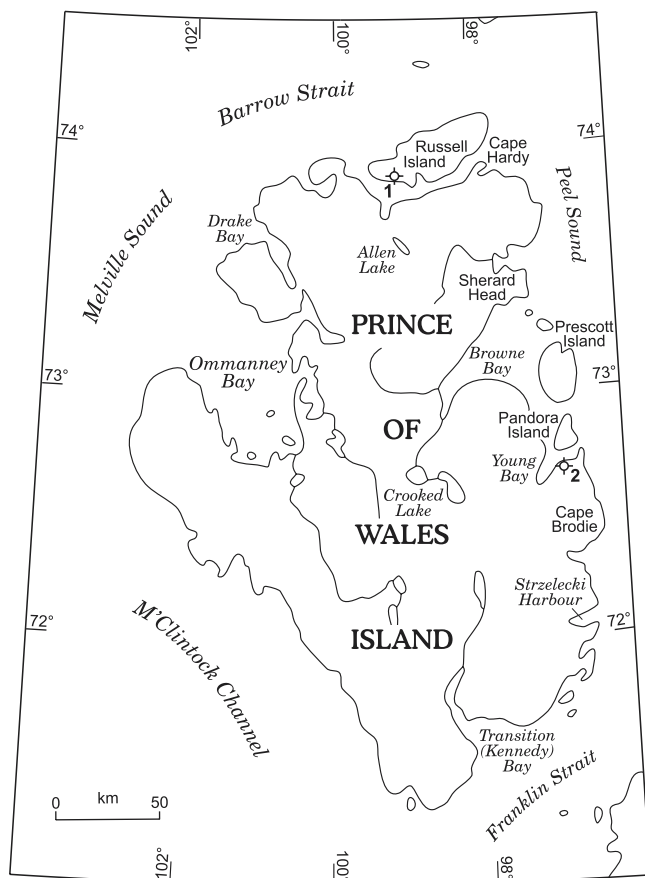 102°
100°
98°
Barrow Strait
74°
74°
Russell
Island
Cape
Hardy
1
Peel Sound
Melville Sound
Drake
Bay
Allen
Lake
Sherard
Head
PRINCE
Prescott
Island
Ommanney
Bay
Browne
Bay
73°
73°
OF
Pandora
Island
Young
Bay
2
Crooked
Lake
WALES
Cape
Brodie
Strzelecki
Harbour
M'Clintock Channel
72°
72°
ISLAND
Transition
(Kennedy)
Bay
Franklin Strait
0 km 50
102°
100°
98°